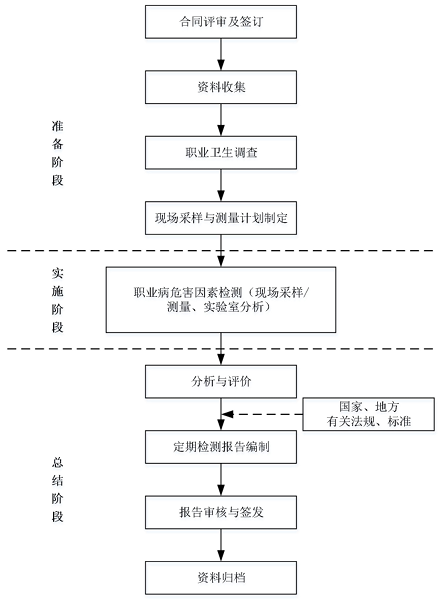 合同评审及签订
资料收集
职业卫生调查
现场采样与测量计划制定
准备阶段
职业病危害因素检测（现场采样/
测量、实验室分析）
实施阶段
分析与评价
国家、地方
有关法规、标准
定期检测报告编制
报告审核与签发
资料归档
总结阶段